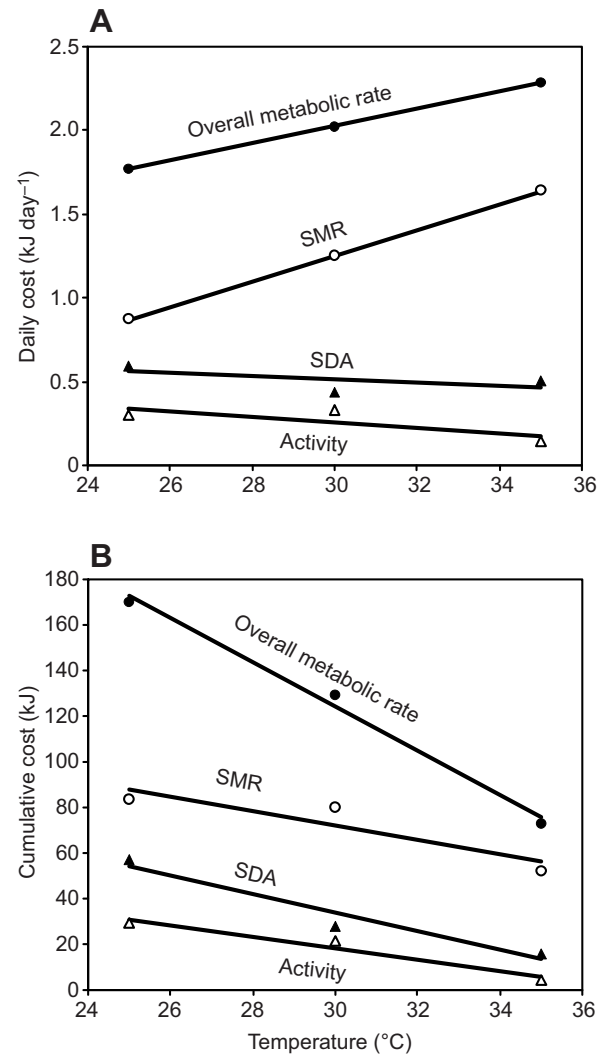 A
2.5
2.0
1.5
1.0
0.5
0
Daily cost (kJ day–1)
Overall metabolic rate
SMR
SDA
Activity
24 26 28 30 32 34 36
B
180
160
140
120
100
80
60
40
20
0
Cumulative cost (kJ)
Overall metabolic rate
SMR
SDA
Activity
24 26 28 30 32 34 36
Temperature (°C)